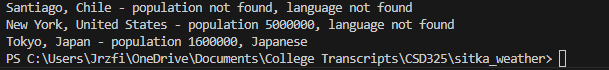 Santiago, Chile - population not found, language not found
New York, United States - population 5000000, language not found
Tokyo, Japan - population 1600000, Japanese
PS C:\Users\Jrzfi\OneDrive\Documents\College Transcripts\CSD325\sitka_weather>